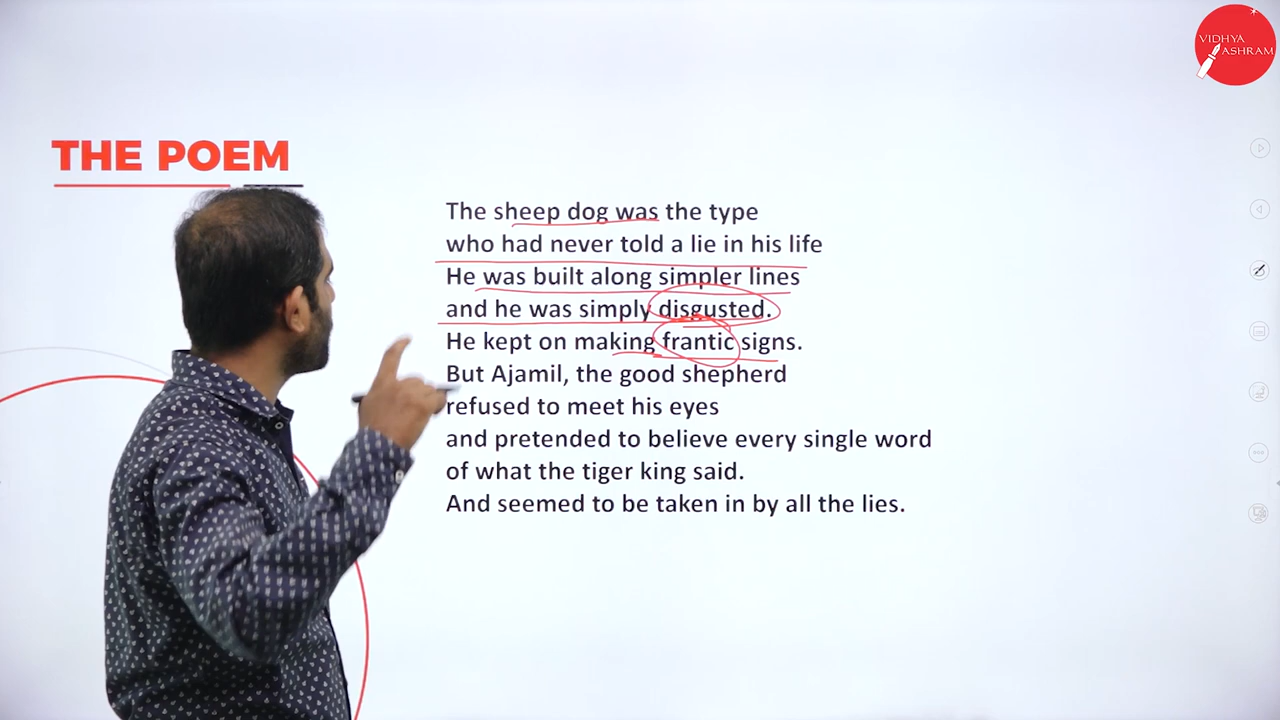 VIDHYA
ASHRAM
THE POEM
The sheep dog was the type
who had never told a lie in his life
He was built along simpler lines
and he was simply disgusted.
He kept on making frantic signs.
But Ajamil, the good shepherd
refused to meet his eyes
and pretended to believe every single word
of what the tiger king said.
And seemed to be taken in by all the lies.